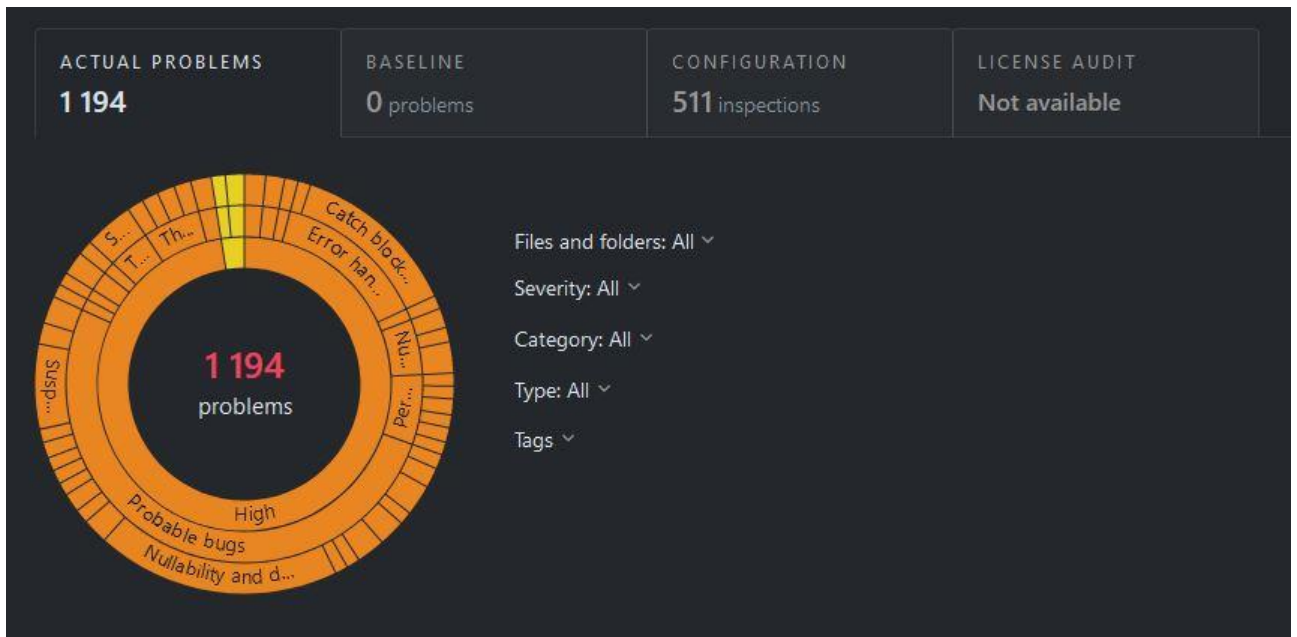 ACTUAL PROBLEMS
1 194
BASELINE
0 problems
CONFIGURATION
511 inspections
LICENSE AUDIT
Not available
Catch block...
Error han...
Nu...
Per...
High
Probable bugs
Nullability and d...
Susp...
S...
T...
Th...
1 194
problems
Files and folders: All
Severity: All
Category: All
Type: All
Tags